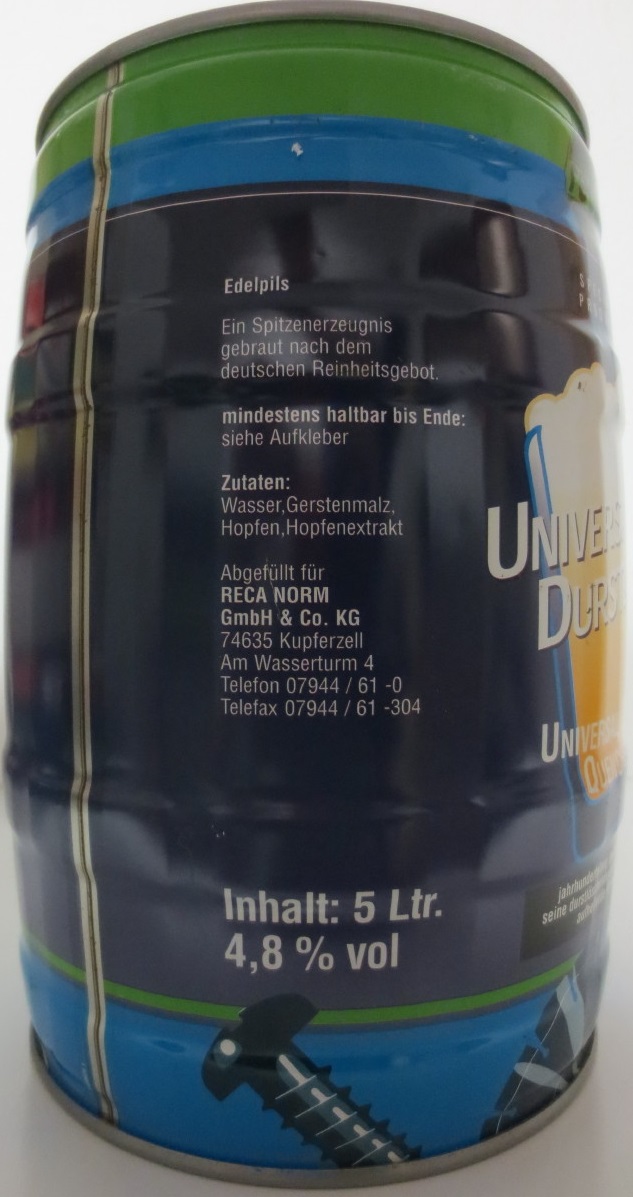 Edelpils
Ein Spitzenerzeugnis
gebraut nach dem
deutschen Reinheitsgebot.
mindestens haltbar bis Ende:
siehe Aufkleber
Zutaten:
Wasser,Gerstenmalz,
Hopfen,Hopfenextrakt
Abgefüllt für
RECA NORM
GmbH & Co. KG
74635 Kupferzell
Am Wasserturm 4
Telefon 07944 / 61 -0
Telefax 07944 / 61 -304
Inhalt: 5 Ltr.
4,8 % vol
seine